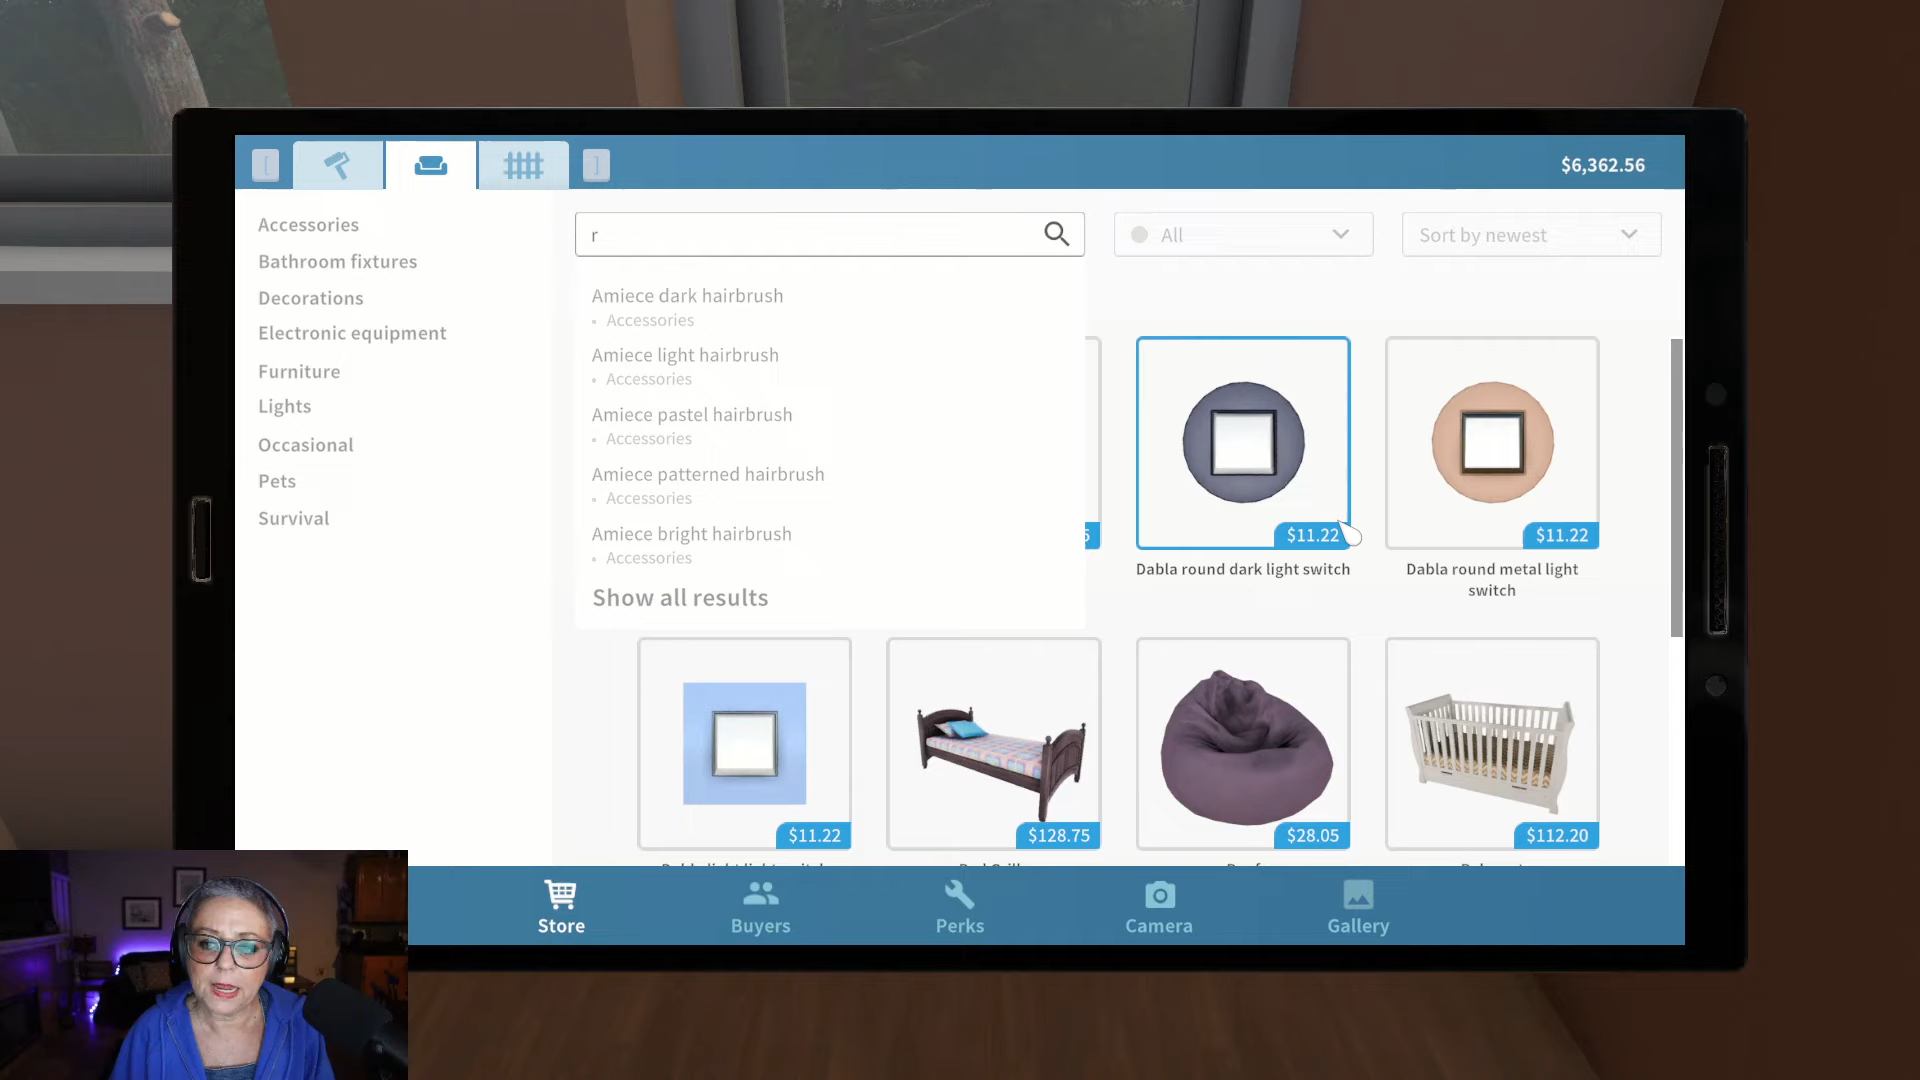 [
]
$6,362.56
Accessories
Bathroom fixtures
Decorations
Electronic equipment
Furniture
Lights
Occasional
Pets
Survival
r
All
Sort by newest
Amiece dark hairbrush
• Accessories
Amiece light hairbrush
• Accessories
Amiece pastel hairbrush
• Accessories
Amiece patterned hairbrush
• Accessories
Amiece bright hairbrush
• Accessories
Show all results
$11.22
Dabla round dark light switch
$11.22
Dabla round metal light
switch
$11.22
$128.75
$28.05
$112.20
Store
Buyers
Perks
Camera
Gallery